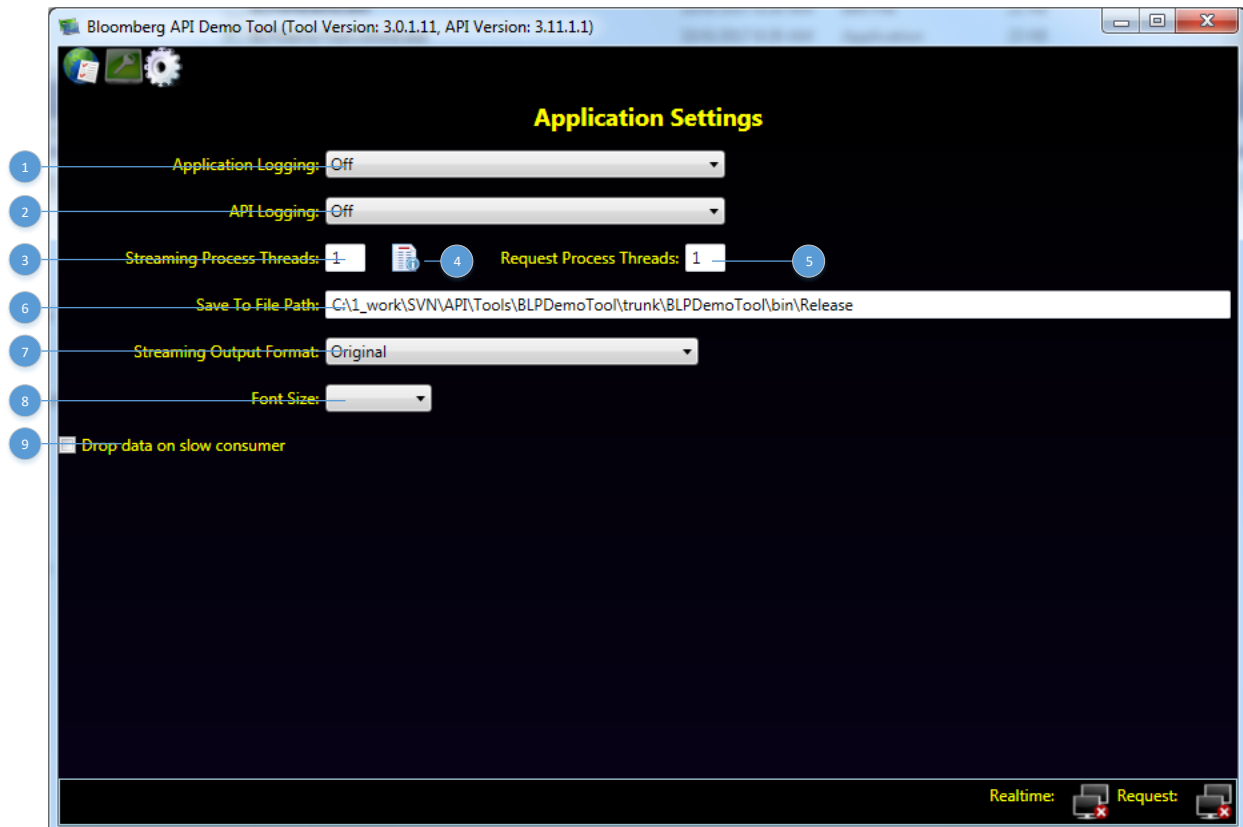 Bloomberg API Demo Tool (Tool Version: 3.0.1.11, API Version: 3.11.1.1)
Application Settings
1 Application Logging: Off
2 API Logging: Off
3 Streaming Process Threads: 1 4 Request Process Threads: 1 5
6 Save To File Path: C:\1_work\SVN\API\Tools\BLPDemoTool\trunk\BLPDemoTool\bin\Release
7 Streaming Output Format: Original
8 Font Size:
9 Drop data on slow consumer
Realtime: Request: